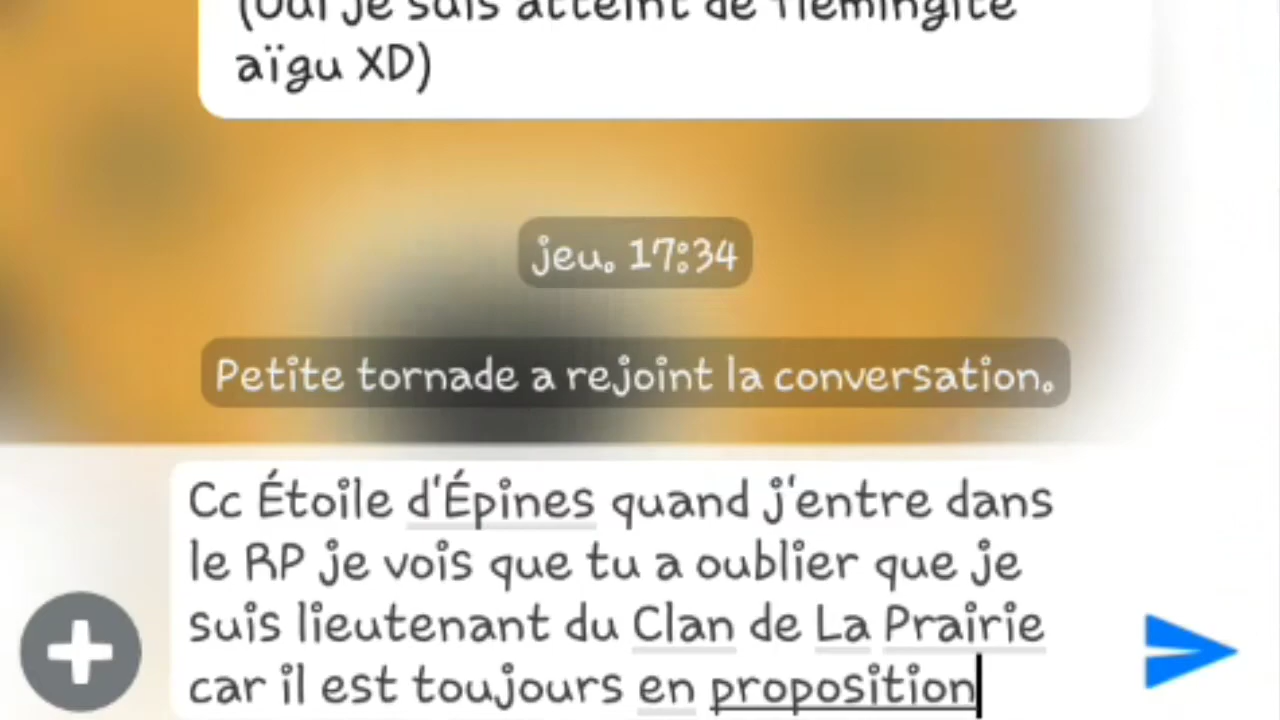 (Oui je suis atteint de flemingite
aïgu XD)
jeu. 17:34
Petite tornade a rejoint la conversation.
Cc Étoile d'Épines quand j'entre dans
le RP je vois que tu a oublier que je
suis lieutenant du Clan de La Prairie
car il est toujours en proposition